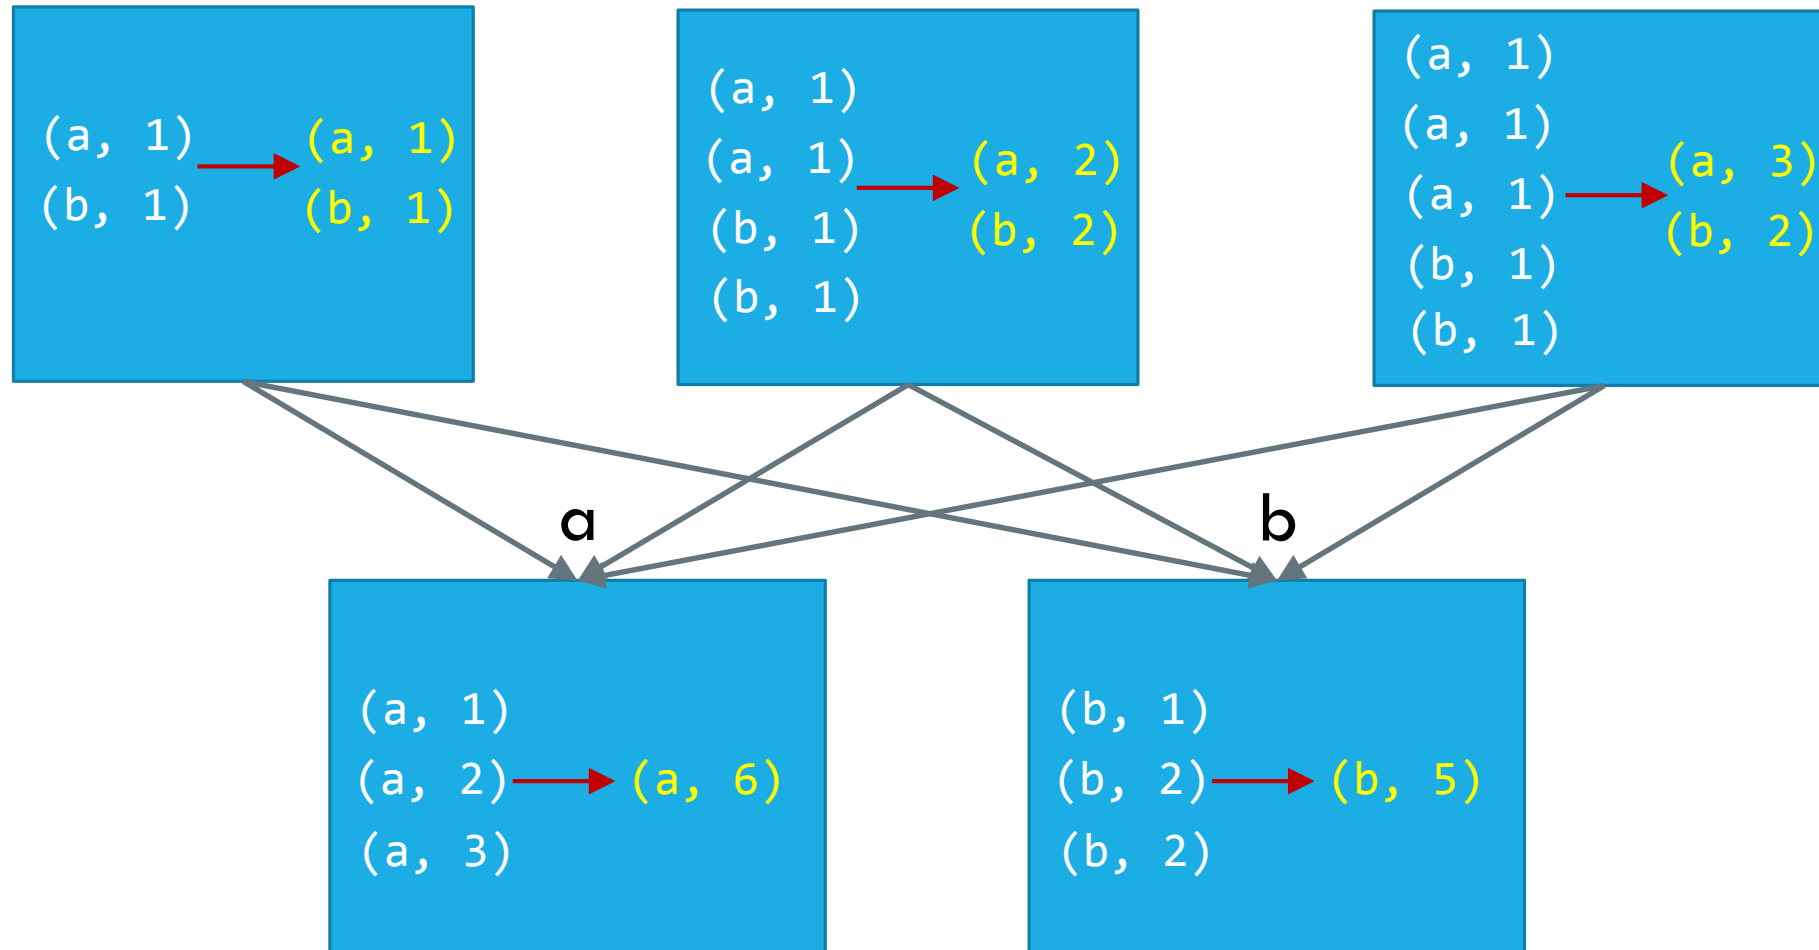 (a, 1)
(b, 1)
(a, 1)
(b, 1)
(a, 1)
(a, 1)
(b, 1)
(b, 1)
(a, 2)
(b, 2)
(a, 1)
(a, 1)
(a, 1)
(b, 1)
(b, 1)
(a, 3)
(b, 2)
a
b
(a, 1)
(a, 2)
(a, 3)
(a, 6)
(b, 1)
(b, 2)
(b, 2)
(b, 5)